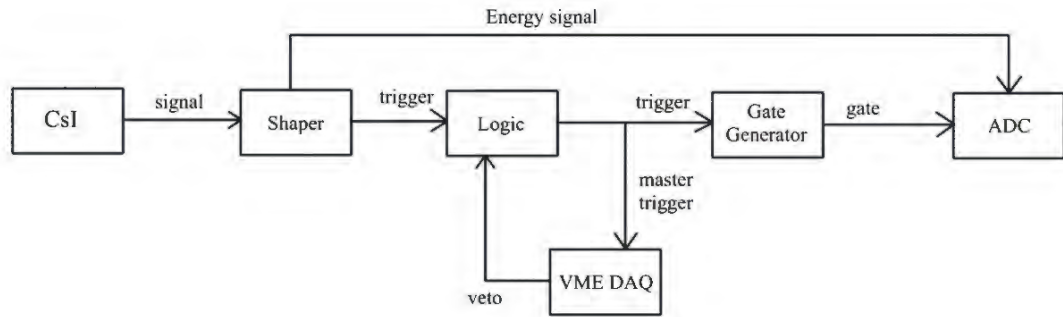 Energy signal
CsI
signal
Shaper
trigger
Logic
trigger
Gate
Generator
gate
ADC
master
trigger
veto
VME DAQ